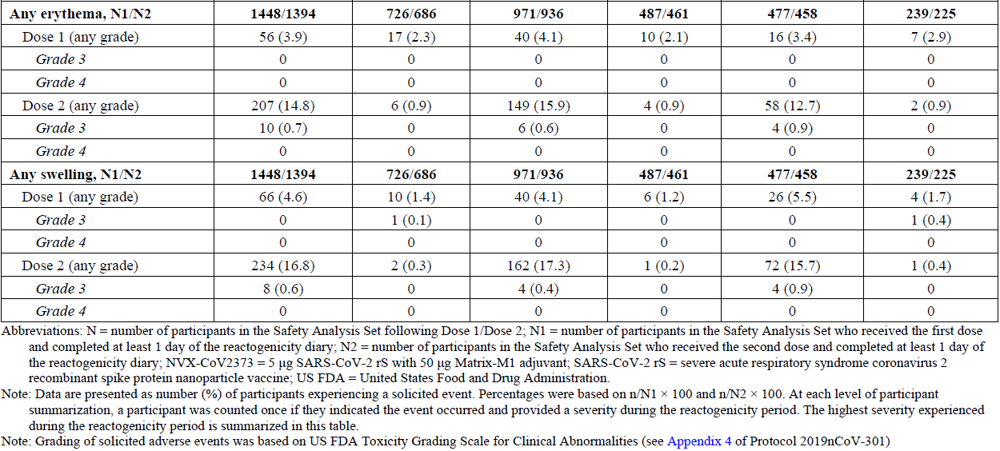 Any erythema, N1/N2 1448/1394 726/686 971/936 487/461 477/458 239/225
Dose 1 (any grade) 56 (3.9) 17 (2.3) 40 (4.1) 10 (2.1) 16 (3.4) 7 (2.9)
Grade 3 0 0 0 0 0 0
Grade 4 0 0 0 0 0 0
Dose 2 (any grade) 207 (14.8) 6 (0.9) 149 (15.9) 4 (0.9) 58 (12.7) 2 (0.9)
Grade 3 10 (0.7) 0 6 (0.6) 0 4 (0.9) 0
Grade 4 0 0 0 0 0 0
Any swelling, N1/N2 1448/1394 726/686 971/936 487/461 477/458 239/225
Dose 1 (any grade) 66 (4.6) 10 (1.4) 40 (4.1) 6 (1.2) 26 (5.5) 4 (1.7)
Grade 3 0 1 (0.1) 0 0 0 1 (0.4)
Grade 4 0 0 0 0 0 0
Dose 2 (any grade) 234 (16.8) 2 (0.3) 162 (17.3) 1 (0.2) 72 (15.7) 1 (0.4)
Grade 3 8 (0.6) 0 4 (0.4) 0 4 (0.9) 0
Grade 4 0 0 0 0 0 0
Abbreviations: N = number of participants in the Safety Analysis Set following Dose 1/Dose 2; N1 = number of participants in the Safety Analysis Set who received the first dose
and completed at least 1 day of the reactogenicity diary; N2 = number of participants in the Safety Analysis Set who received the second dose and completed at least 1 day of
the reactogenicity diary; NVX-CoV2373 = 5 μg SARS-CoV-2 rS with 50 μg Matrix-M1 adjuvant; SARS-CoV-2 rS = severe acute respiratory syndrome coronavirus 2
recombinant spike protein nanoparticle vaccine; US FDA = United States Food and Drug Administration.
Note: Data are presented as number (%) of participants experiencing a solicited event. Percentages were based on n/N1 × 100 and n/N2 × 100. At each level of participant
summarization, a participant was counted once if they indicated the event occurred and provided a severity during the reactogenicity period. The highest severity experienced
during the reactogenicity period is summarized in this table.
Note: Grading of solicited adverse events was based on US FDA Toxicity Grading Scale for Clinical Abnormalities (see Appendix 4 of Protocol 2019nCoV-301)